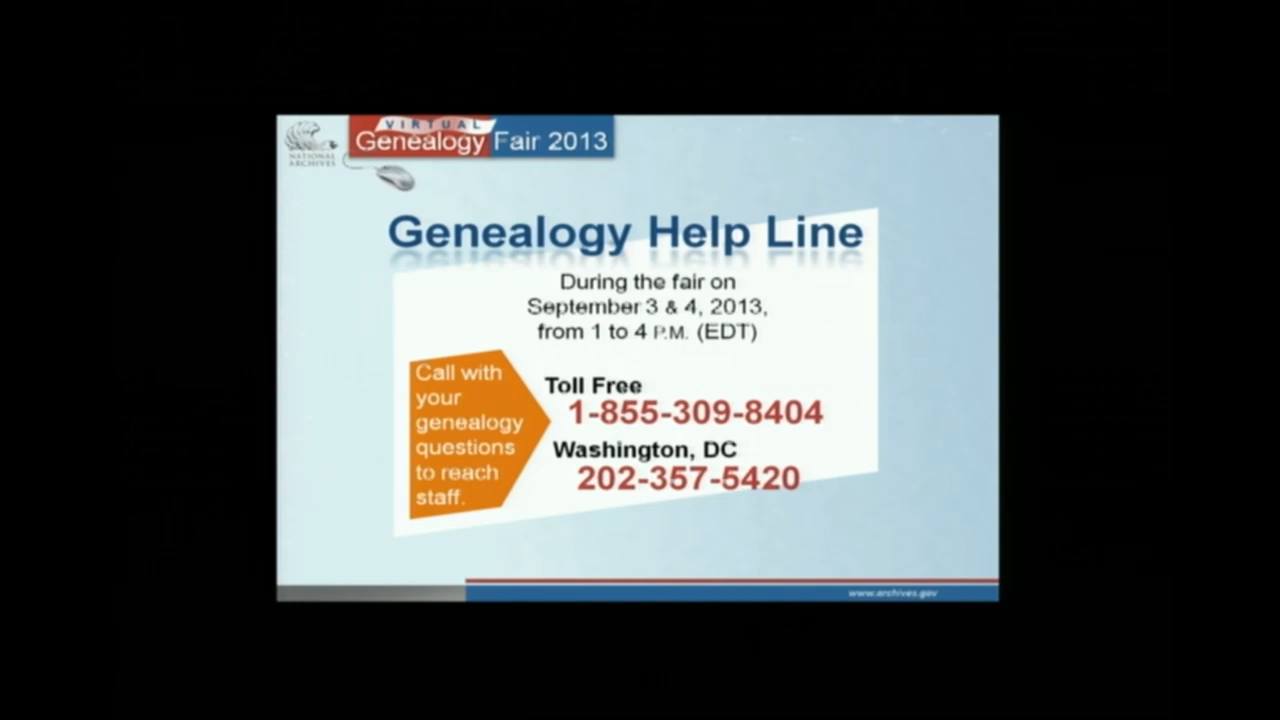 NATIONAL
ARCHIVES
VIRTUAL
Genealogy Fair 2013
Genealogy Help Line
During the fair on
September 3 & 4, 2013,
from 1 to 4 P.M. (EDT)
Call with
your
genealogy
questions
to reach
staff.
Toll Free
1-855-309-8404
Washington, DC
202-357-5420
www.archives.gov